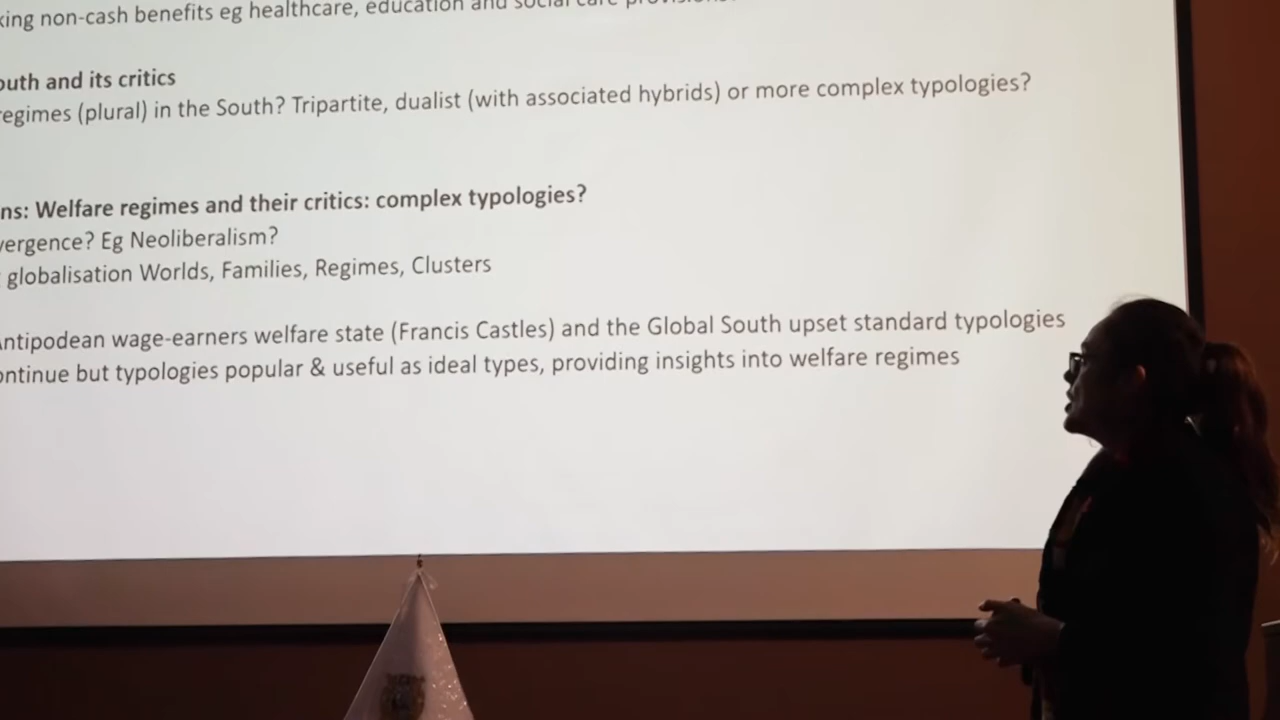 king non-cash benefits eg healthcare, education and social care
outh and its critics
egimes (plural) in the South? Tripartite, dualist (with associated hybrids) or more complex typologies?
ns: Welfare regimes and their critics: complex typologies?
vergence? Eg Neoliberalism?
globalisation Worlds, Families, Regimes, Clusters
Antipodean wage-earners welfare state (Francis Castles) and the Global South upset standard typologies
ontinue but typologies popular & useful as ideal types, providing insights into welfare regimes